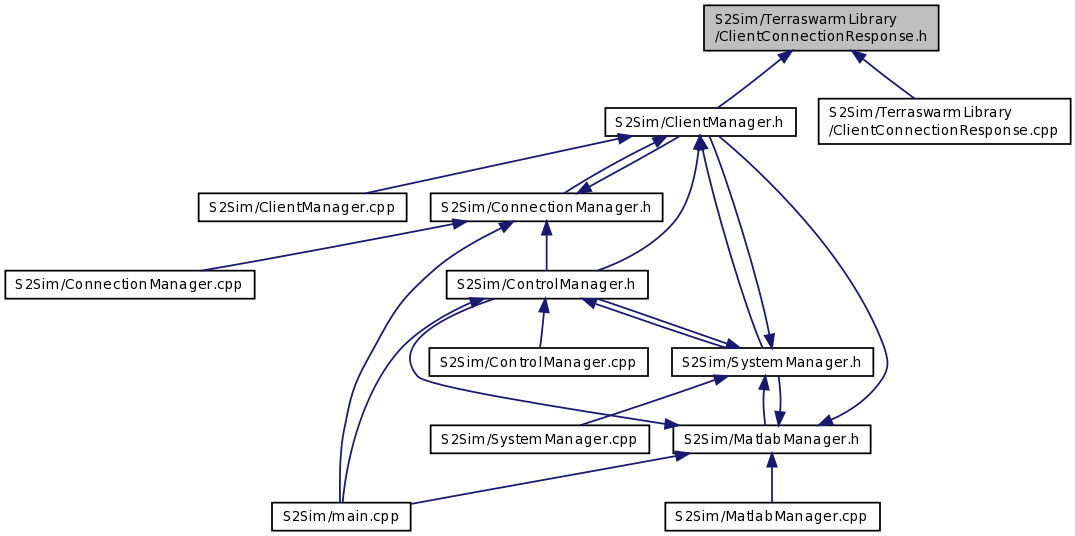 S2Sim/TerraswarmLibrary
/ClientConnectionResponse.h
S2Sim/TerraswarmLibrary
/ClientConnectionResponse.cpp
S2Sim/ClientManager.h
S2Sim/ClientManager.cpp
S2Sim/ConnectionManager.h
S2Sim/ConnectionManager.cpp
S2Sim/ControlManager.h
S2Sim/ControlManager.cpp
S2Sim/SystemManager.h
S2Sim/SystemManager.cpp
S2Sim/MatlabManager.h
S2Sim/main.cpp
S2Sim/MatlabManager.cpp